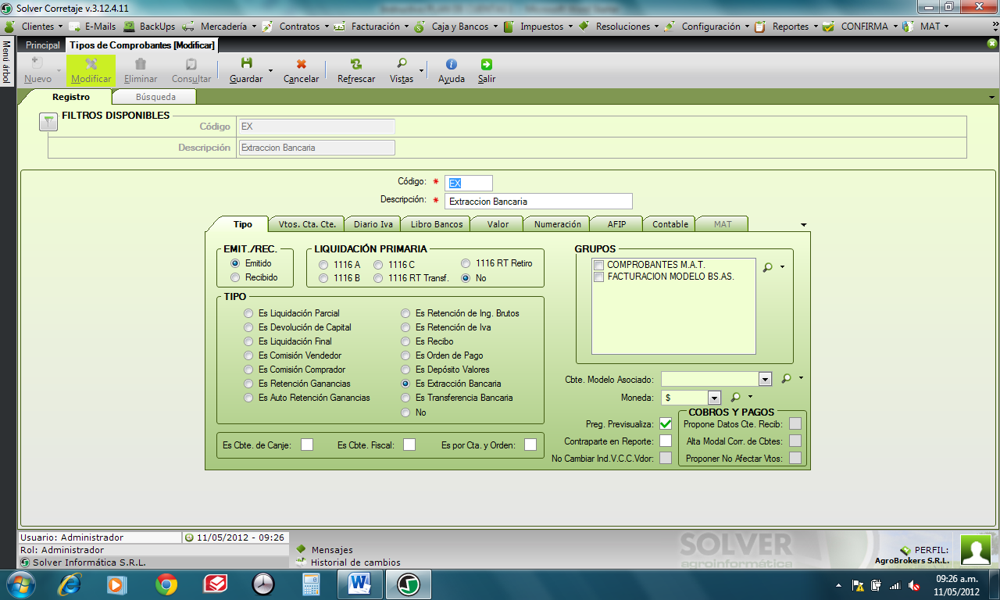 Solver Corretaje v.3.12.4.11
Clientes E-Mails BackUps Mercadería Contratos Facturación Caja y Bancos Impuestos Resoluciones Configuración Reportes CONFIRMA MAT »
Menú árbol
Principal Tipos de Comprobantes [Modificar]
Nuevo Modificar Eliminar Consultar Guardar Cancelar Refrescar Vistas Ayuda Salir
Registro Búsqueda
FILTROS DISPONIBLES
Código EX
Descripción Extraccion Bancaria
Código: * EX
Descripción: * Extraccion Bancaria
Tipo Vtos. Cta. Cte. Diario Iva Libro Bancos Valor Numeración AFIP Contable MAT
EMIT./REC.
Emitido
Recibido
LIQUIDACIÓN PRIMARIA
1116 A 1116 C 1116 RT Retiro
1116 B 1116 RT Transf. No
TIPO
Es Liquidación Parcial
Es Devolución de Capital
Es Liquidación Final
Es Comisión Vendedor
Es Comisión Comprador
Es Retención Ganancias
Es Auto Retención Ganancias
Es Retención de Ing. Brutos
Es Retención de Iva
Es Recibo
Es Orden de Pago
Es Depósito Valores
Es Extracción Bancaria
Es Transferencia Bancaria
No
Es Cbte. de Canje: Es Cbte. Fiscal: Es por Cta. y Orden:
GRUPOS
COMPROBANTES M.A.T.
FACTURACION MODELO BS.AS.
Cbte. Modelo Asociado:
Moneda: $
Preg. Previsualiza:
Contraparte en Reporte:
No Cambiar Ind.V.C.C.Vdor:
COBROS Y PAGOS
Propone Datos Cte. Recib:
Alta Modal Corr. de Cbtes:
Proponer No Afectar Vtos:
Usuario: Administrador 11/05/2012 - 09:26
Rol: Administrador
Solver Informática S.R.L.
Mensajes
Historial de cambios
SOLVER
agroinformática
PERFIL:
AgroBrokers S.R.L.
09:26 a.m.
11/05/2012